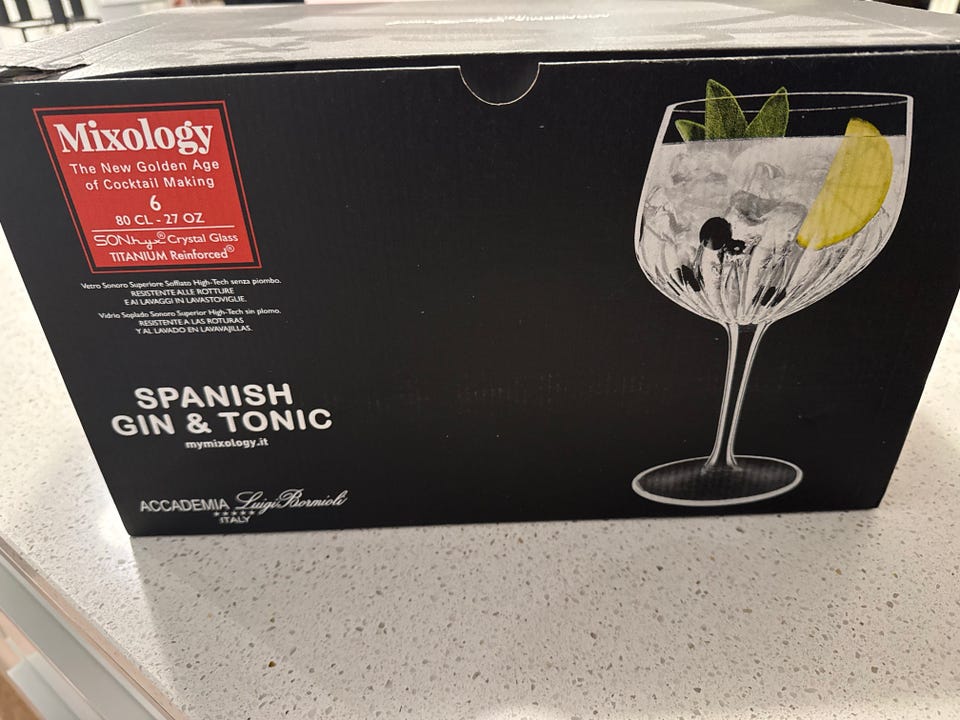 Mixology
The New Golden Age
of Cocktail Making
6
80 CL - 27 OZ
SONhyx® Crystal Glass
TITANIUM Reinforced®
Vetro Sonoro Superiore Soffiato High-Tech senza piombo.
RESISTENTE ALLE ROTTURE
E AI LAVAGGI IN LAVASTOVIGLIE.
Vidrio Soplado Sonoro Superior High-Tech sin plomo.
RESISTENTE A LAS ROTURAS
Y AL LAVADO EN LAVAVAJILLAS.
SPANISH
GIN & TONIC
mymixology.it
ACCADEMIA Luigi Bormioli
ITALY